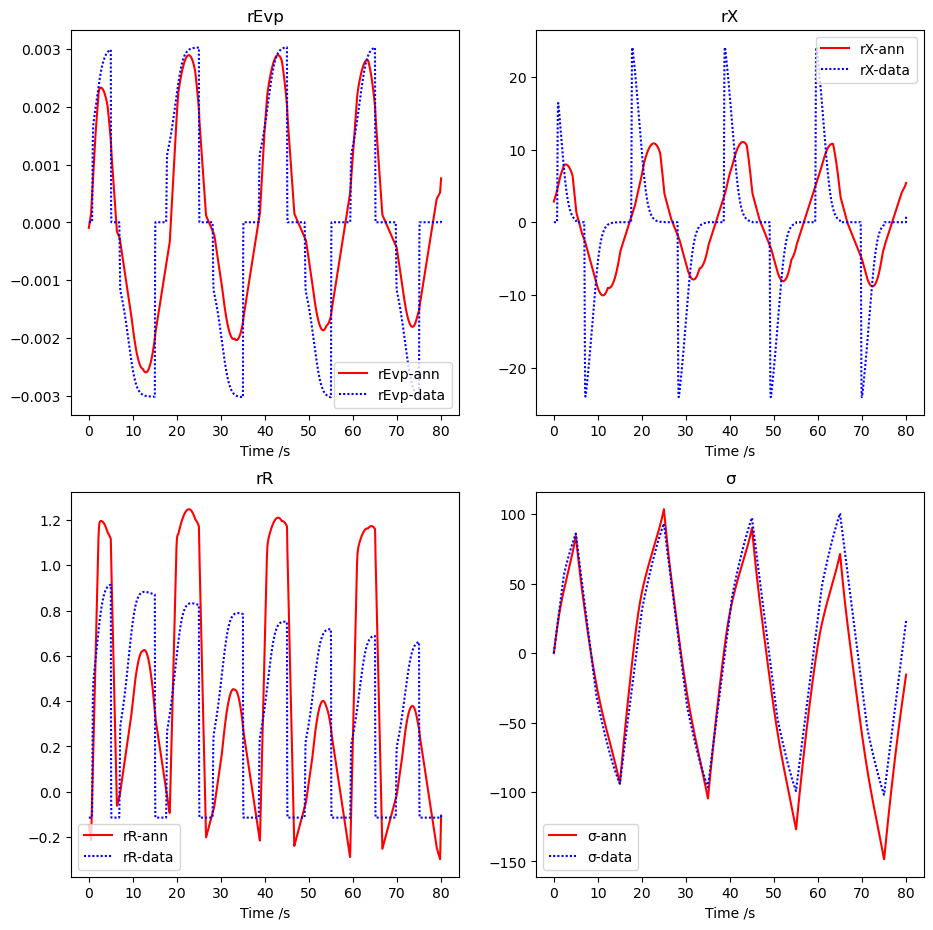 rEvp
0.003
0.002
0.001
0.000
−0.001
−0.002
−0.003
rEvp-ann
rEvp-data
0 10 20 30 40 50 60 70 80
Time /s
rX
20
10
0
−10
−20
rX-ann
rX-data
0 10 20 30 40 50 60 70 80
Time /s
rR
1.2
1.0
0.8
0.6
0.4
0.2
0.0
−0.2
rR-ann
rR-data
0 10 20 30 40 50 60 70 80
Time /s
σ
100
50
0
−50
−100
−150
σ-ann
σ-data
0 10 20 30 40 50 60 70 80
Time /s